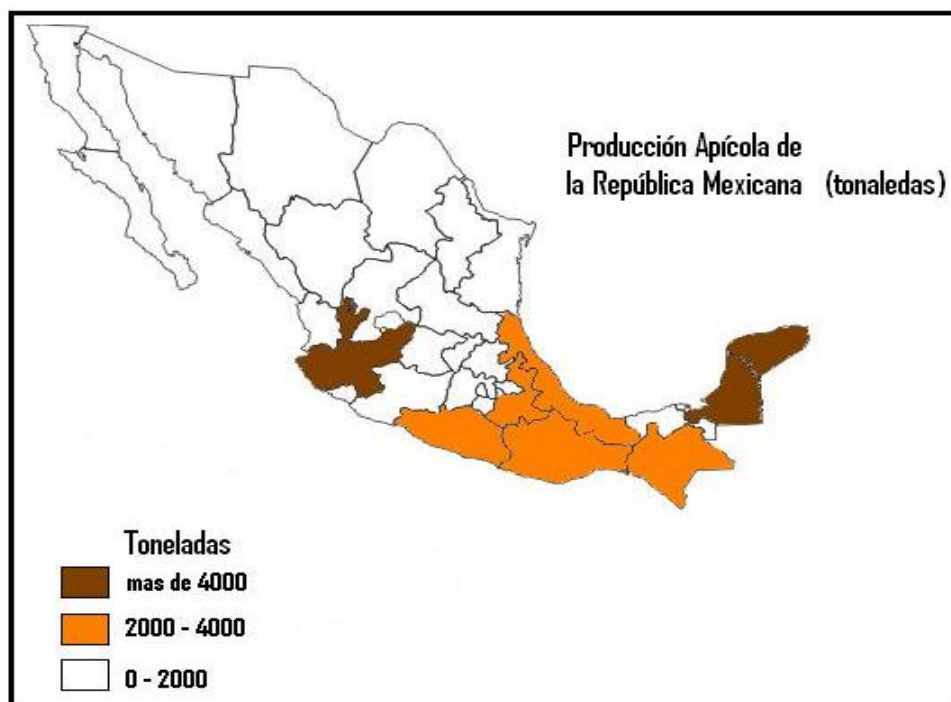 Producción Apícola de
la República Mexicana (tonaledas)
Toneladas
mas de 4000
2000 - 4000
0 - 2000